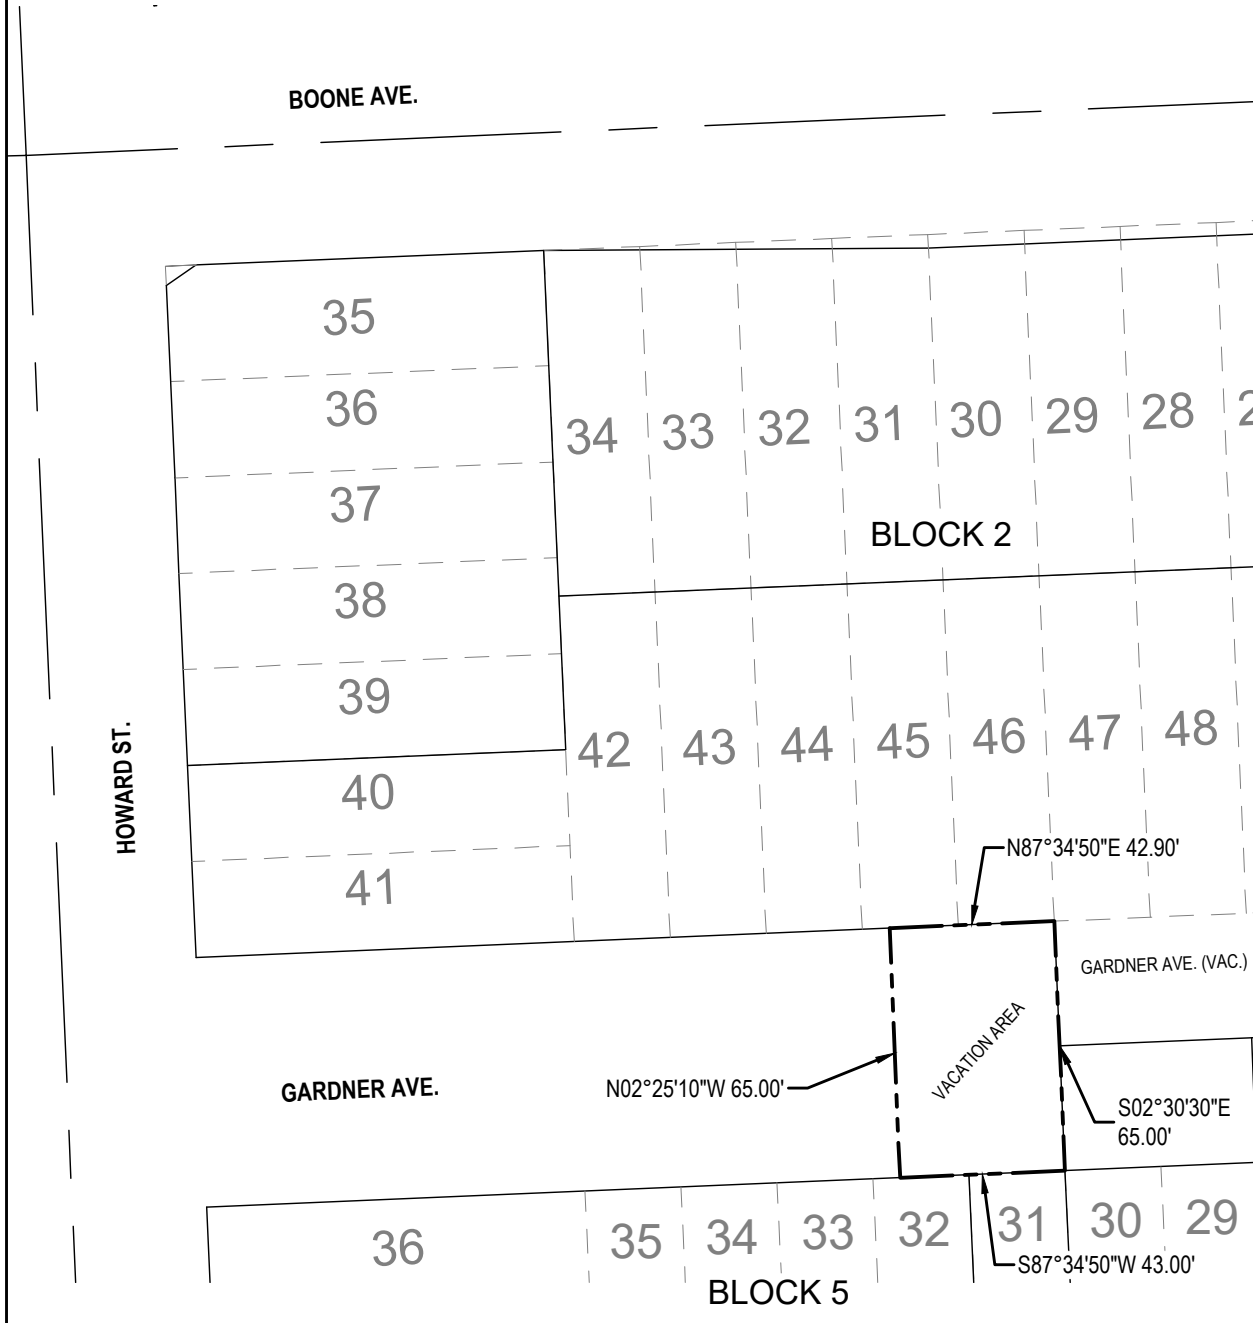 BOONE AVE.
35
36
37
38
39
40
41
34 33 32 31 30 29 28
BLOCK 2
42 43 44 45 46 47 48
HOWARD ST.
N87°34'50"E 42.90'
GARDNER AVE. (VAC.)
VACATION AREA
GARDNER AVE.
N02°25'10"W 65.00'
S02°30'30"E
65.00'
36 35 34 33 32 31 30 29
S87°34'50"W 43.00'
BLOCK 5